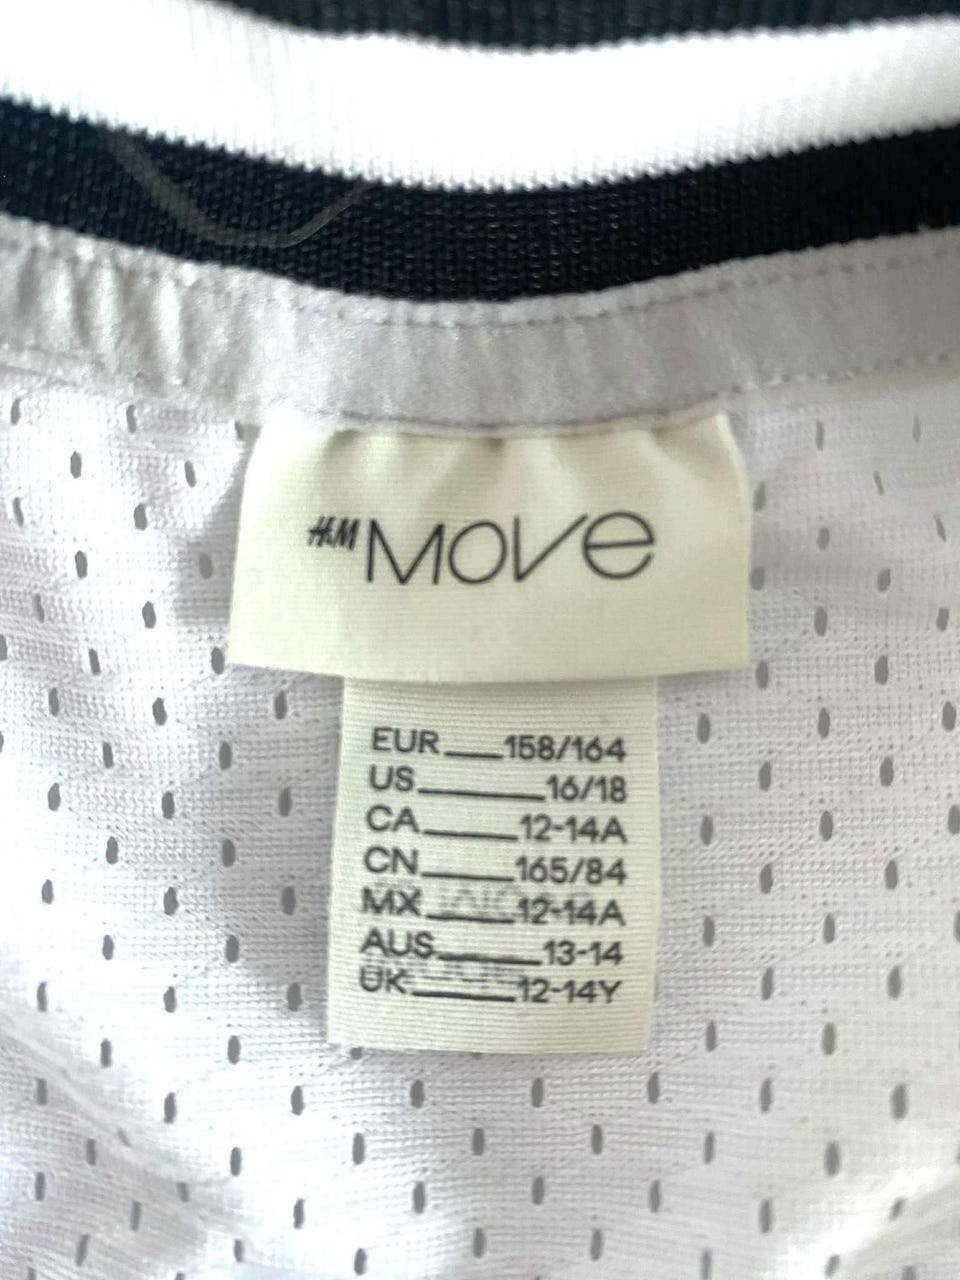 H&M MOVE
EUR 158/164
US 16/18
CA 12-14A
CN 165/84
MX 12-14A
AUS 13-14
UK 12-14Y